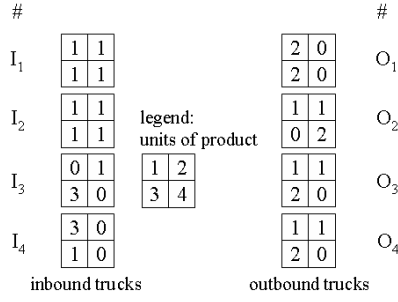 # #
I1 1 1 2 0 O1
1 1 2 0
I2 1 1 1 1 O2
1 1 0 2
legend:
units of product
I3 0 1 1 2 1 1 O3
3 0 3 4 2 0
I4 3 0 1 1 O4
1 0 2 0
inbound trucks outbound trucks